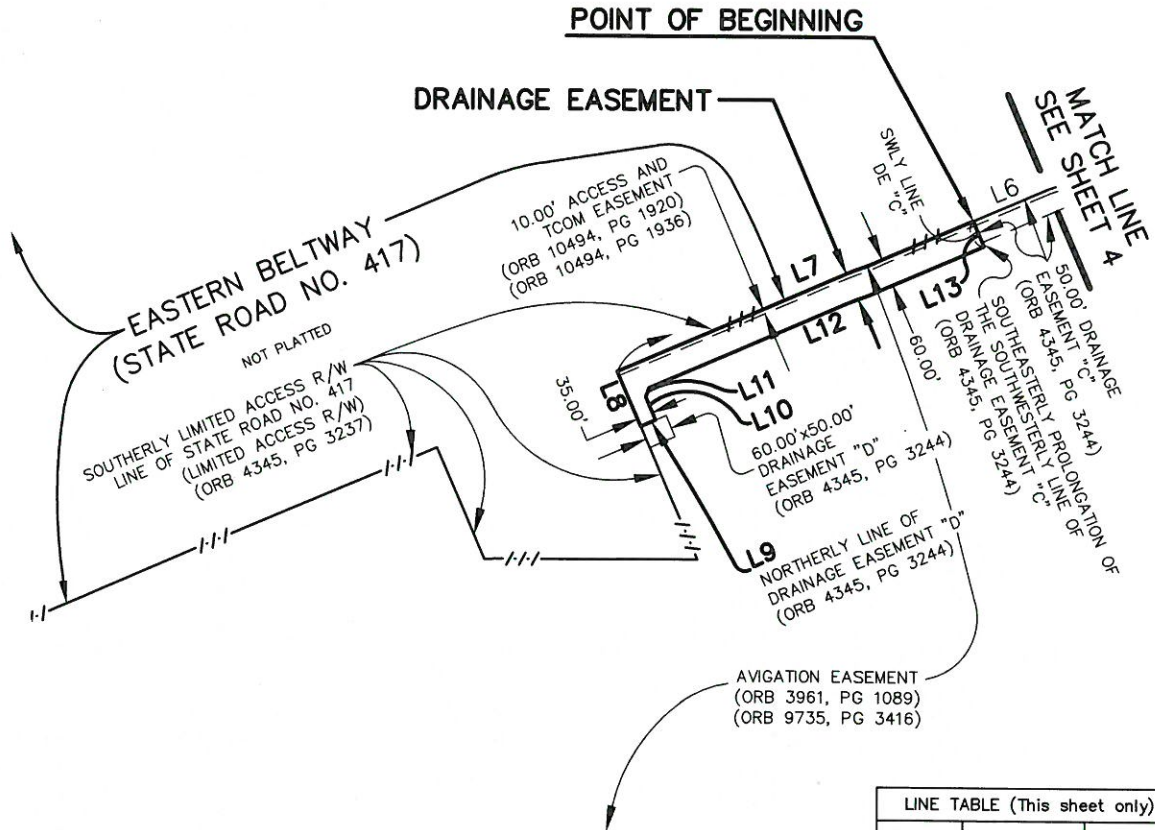 POINT OF BEGINNING
DRAINAGE EASEMENT
MATCH LINE
SEE SHEET 4
SWLY LINE
DE "C"
L6
10.00' ACCESS AND
TCOM EASEMENT
(ORB 10494, PG 1920)
(ORB 10494, PG 1936)
EASTERN BELTWAY
(STATE ROAD NO. 417)
NOT PLATTED
SOUTHERLY LIMITED ACCESS R/W
LINE OF STATE ROAD NO. 417
(LIMITED ACCESS R/W)
(ORB 4345, PG 3237)
L7
L12
L13
60.00'
50.00' DRAINAGE
EASEMENT "C"
(ORB 4345, PG 3244)
SOUTHEASTERLY PROLONGATION OF
THE SOUTHWESTERLY LINE OF
DRAINAGE EASEMENT "C"
(ORB 4345, PG 3244)
L8
35.00'
L11
L10
60.00'x50.00'
DRAINAGE
EASEMENT "D"
(ORB 4345, PG 3244)
L9
NORTHERLY LINE OF
DRAINAGE EASEMENT "D"
(ORB 4345, PG 3244)
AVIGATION EASEMENT
(ORB 3961, PG 1089)
(ORB 9735, PG 3416)
LINE TABLE (This sheet only)